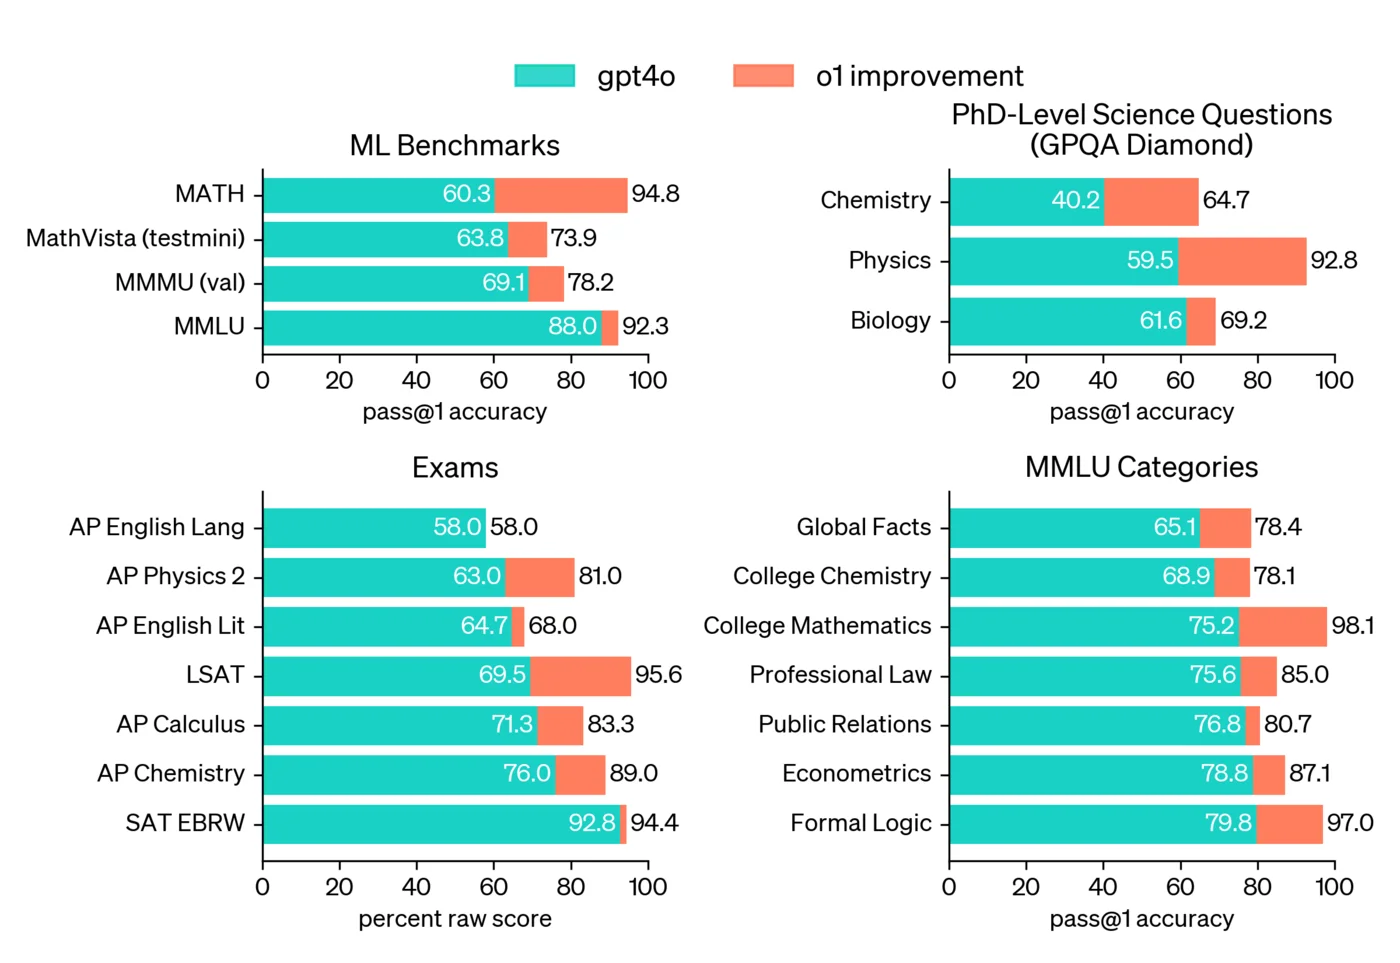 gpt4o o1 improvement
ML Benchmarks
MATH 60.3 94.8
MathVista (testmini) 63.8 73.9
MMMU (val) 69.1 78.2
MMLU 88.0 92.3
0 20 40 60 80 100
pass@1 accuracy
PhD-Level Science Questions
(GPQA Diamond)
Chemistry 40.2 64.7
Physics 59.5 92.8
Biology 61.6 69.2
0 20 40 60 80 100
pass@1 accuracy
Exams
AP English Lang 58.0 58.0
AP Physics 2 63.0 81.0
AP English Lit 64.7 68.0
LSAT 69.5 95.6
AP Calculus 71.3 83.3
AP Chemistry 76.0 89.0
SAT EBRW 92.8 94.4
0 20 40 60 80 100
percent raw score
MMLU Categories
Global Facts 65.1 78.4
College Chemistry 68.9 78.1
College Mathematics 75.2 98.1
Professional Law 75.6 85.0
Public Relations 76.8 80.7
Econometrics 78.8 87.1
Formal Logic 79.8 97.0
0 20 40 60 80 100
pass@1 accuracy